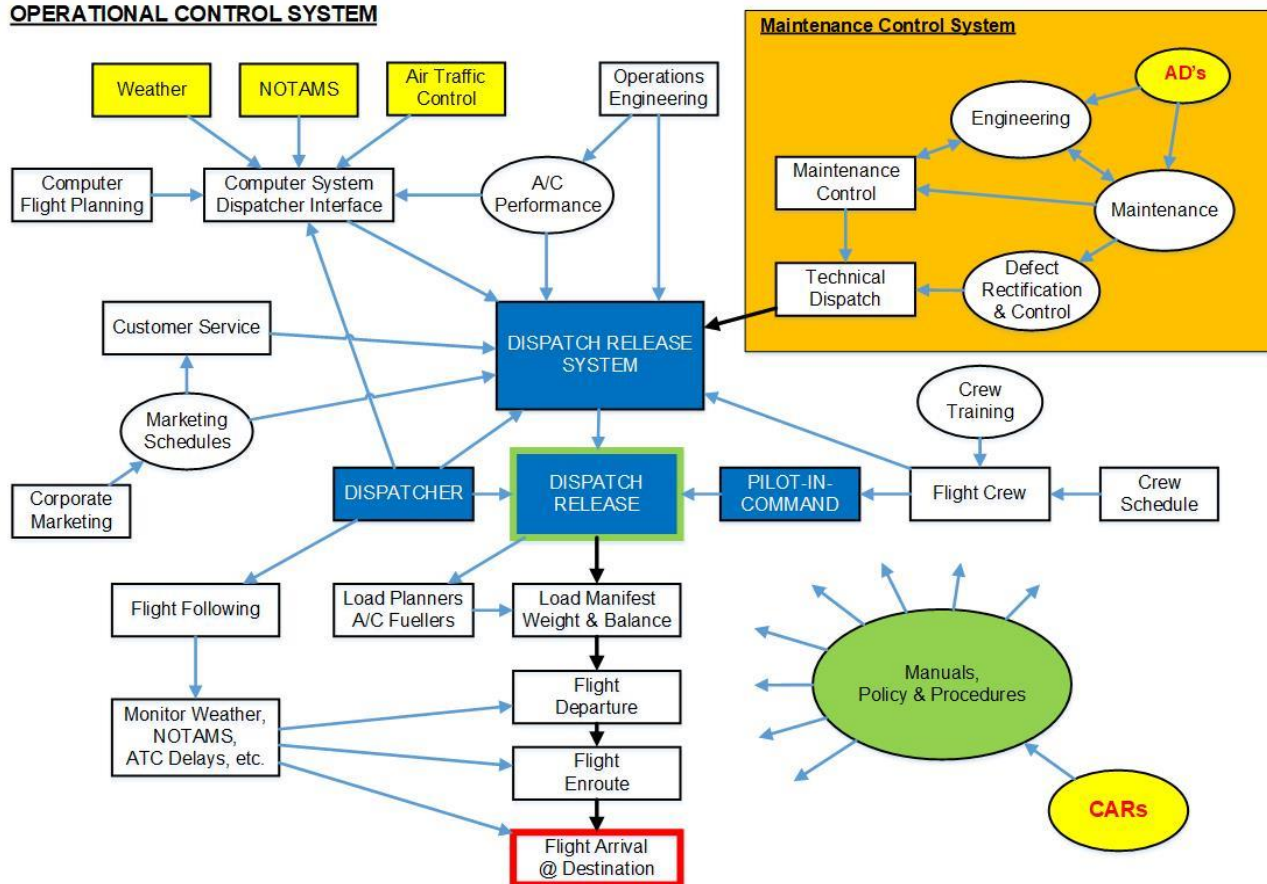 OPERATIONAL CONTROL SYSTEM
Maintenance Control System
Weather
NOTAMS
Air Traffic
Control
Operations
Engineering
AD's
Engineering
Computer
Flight Planning
Computer System
Dispatcher Interface
A/C
Performance
Maintenance
Control
Maintenance
Technical
Dispatch
Defect
Rectification
& Control
Customer Service
DISPATCH RELEASE
SYSTEM
Marketing
Schedules
Crew
Training
Corporate
Marketing
DISPATCHER
DISPATCH
RELEASE
PILOT-IN-
COMMAND
Flight Crew
Crew
Schedule
Flight Following
Load Planners
A/C Fuellers
Load Manifest
Weight & Balance
Manuals,
Policy & Procedures
Monitor Weather,
NOTAMS,
ATC Delays, etc.
Flight
Departure
Flight
Enroute
CARs
Flight Arrival
@ Destination